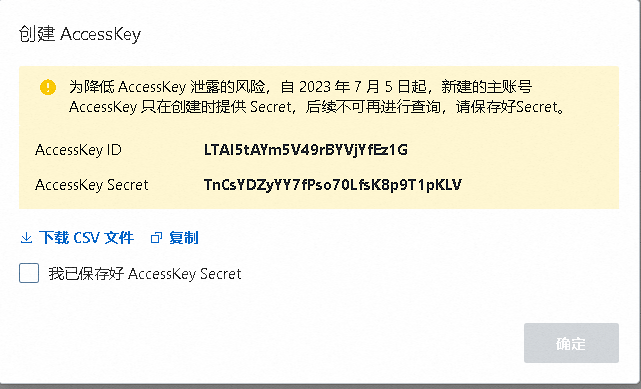 创建 AccessKey
为降低 AccessKey 泄露的风险，自 2023 年 7 月 5 日起，新建的主账号
AccessKey 只在创建时提供 Secret，后续不可再进行查询，请保存好Secret。
AccessKey ID LTAI5tAYm5V49rBYVjYfEz1G
AccessKey Secret TnCsYDZyYY7fPso70LfsK8p9T1pKLV
下载 CSV 文件 复制
我已保存好 AccessKey Secret
确定